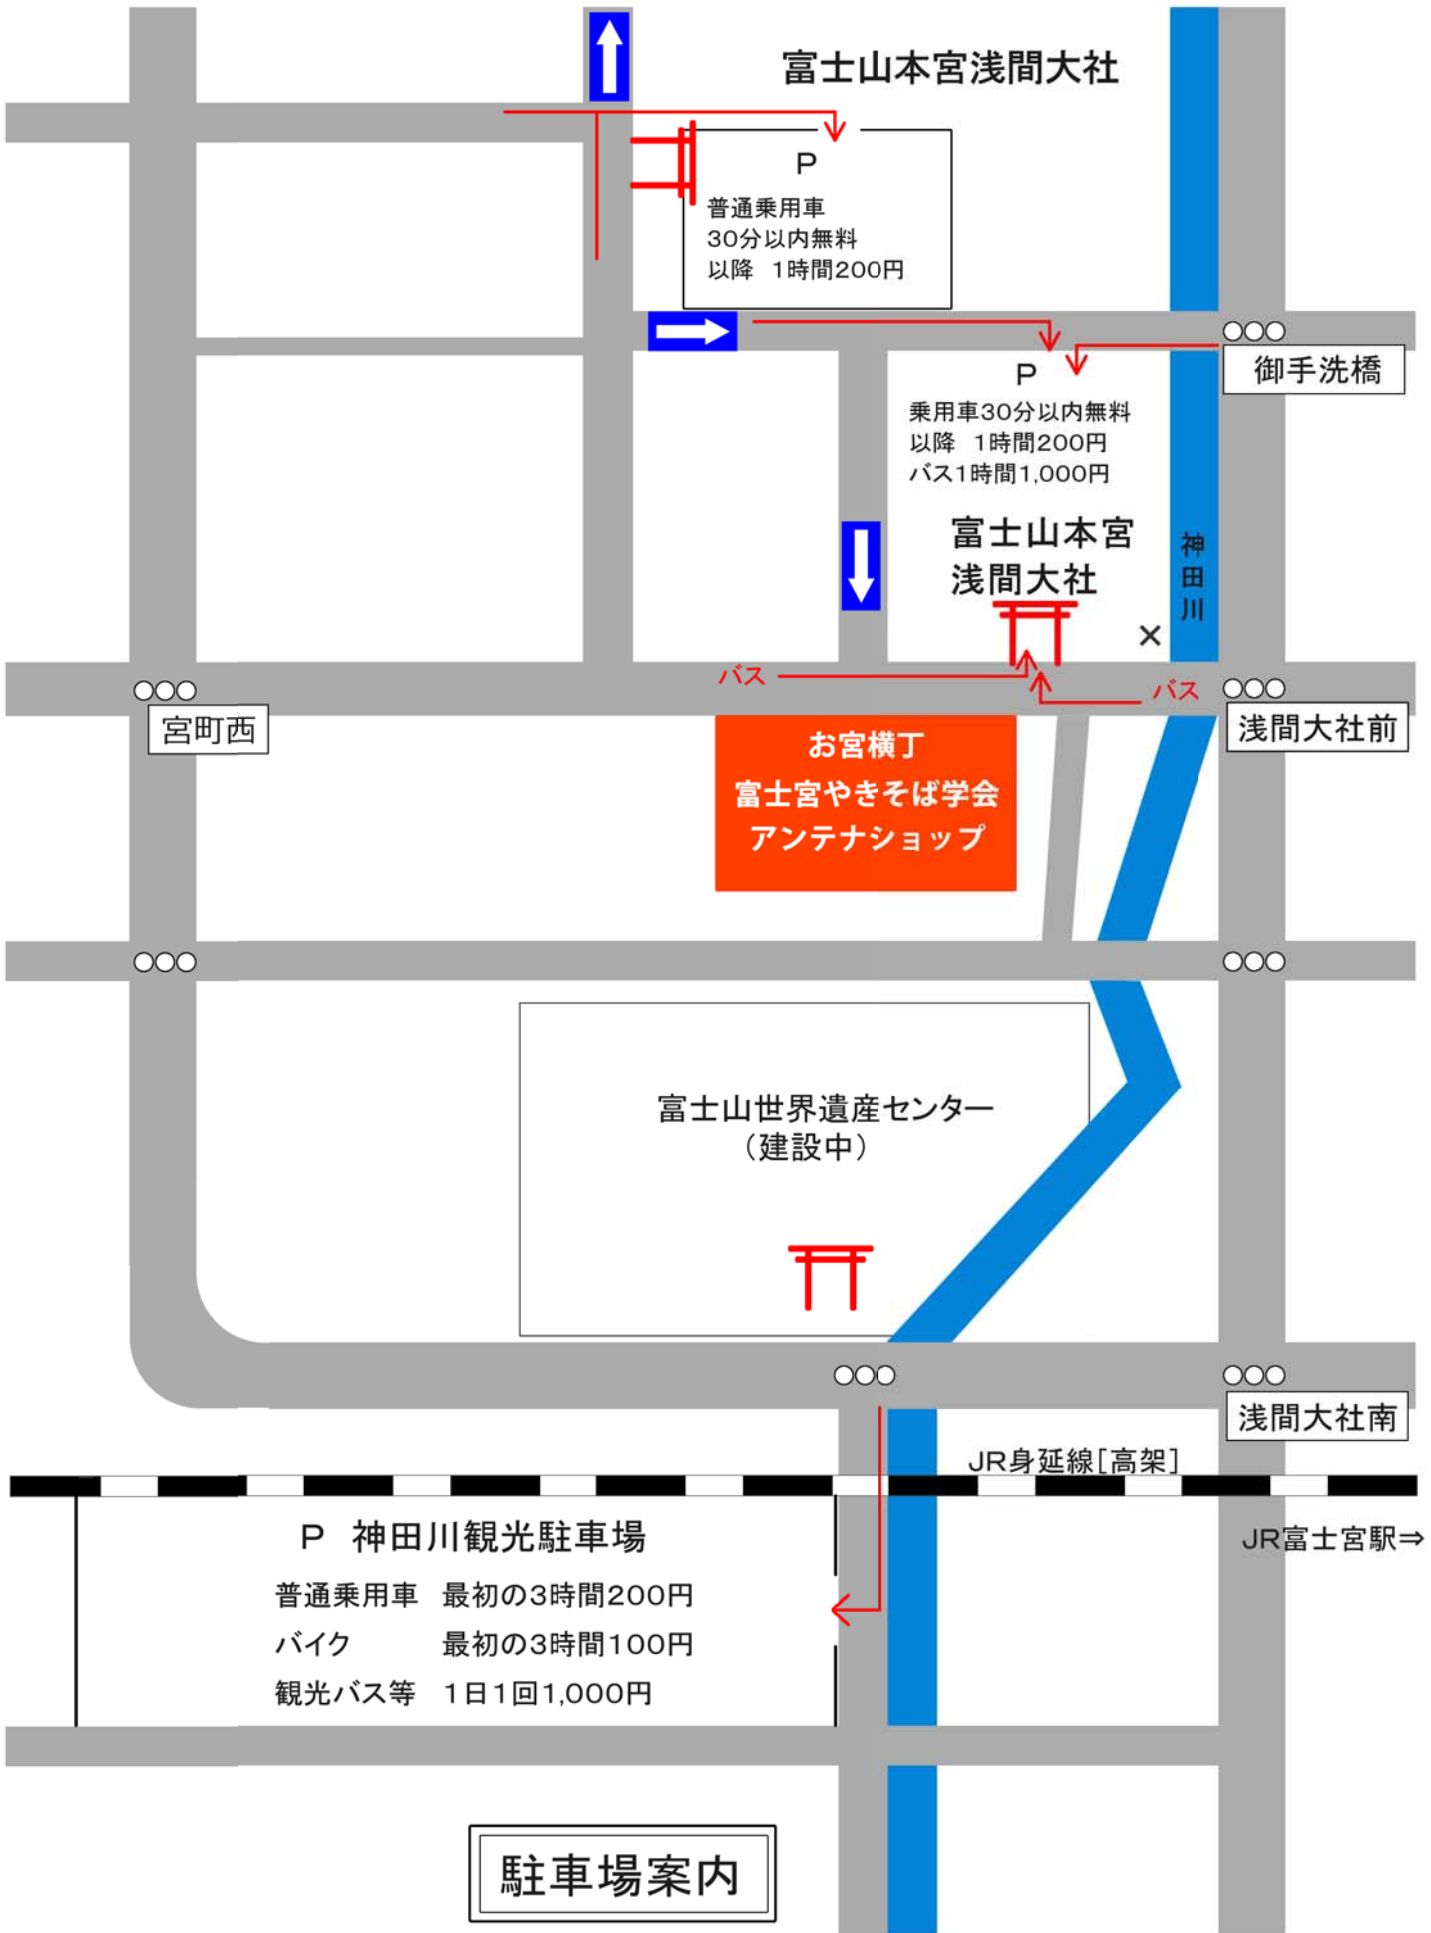 富士山本宮浅間大社
P
普通乗用車
30分以内無料
以降 1時間200円
御手洗橋
P
乗用車30分以内無料
以降 1時間200円
バス1時間1,000円
富士山本宮
浅間大社
神田川
×
バス
バス
宮町西
浅間大社前
お宮横丁
富士宮やきそば学会
アンテナショップ
富士山世界遺産センター
(建設中)
浅間大社南
JR身延線[高架]
JR富士宮駅⇒
P 神田川観光駐車場
普通乗用車 最初の3時間200円
バイク 最初の3時間100円
観光バス等 1日1回1,000円
駐車場案内